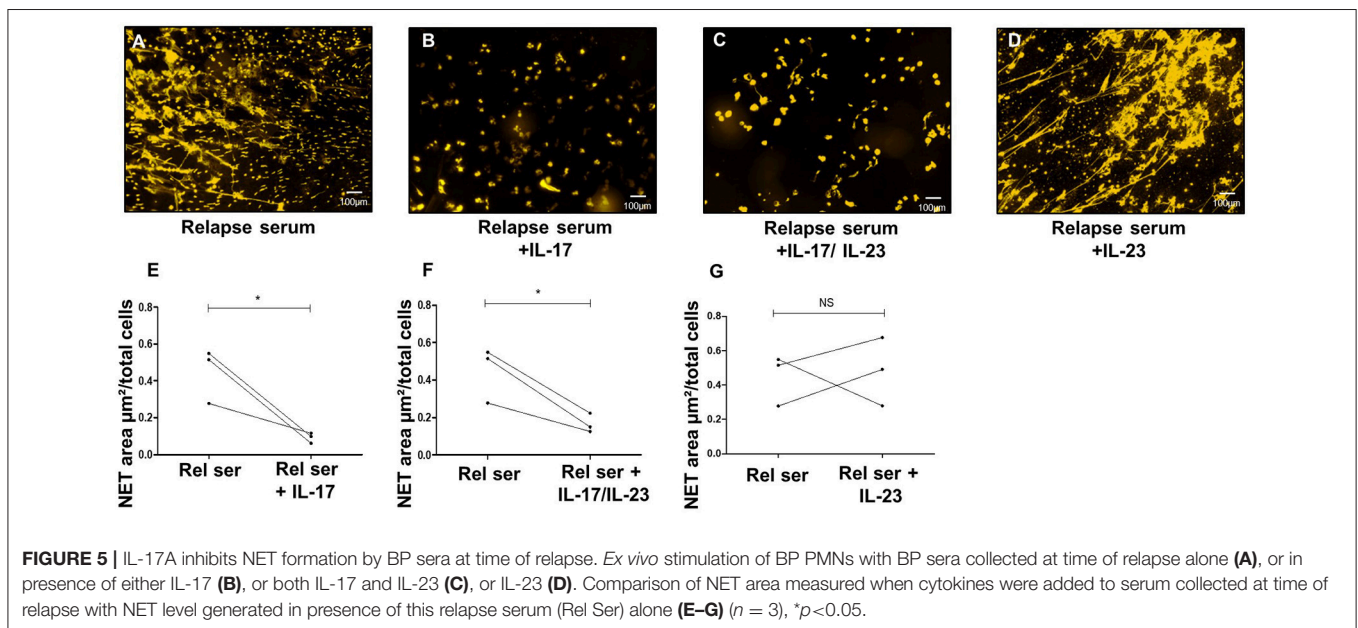 A
B
C
D
100µm
100µm
100µm
100µm
Relapse serum
Relapse serum
+IL-17
Relapse serum
+IL-17/ IL-23
Relapse serum
+IL-23
E
NET area µm²/total cells
0.8
0.6
0.4
0.2
0.0
*
Rel ser
Rel ser
+ IL-17
F
NET area µm²/total cells
0.8
0.6
0.4
0.2
0.0
*
Rel ser
Rel ser +
IL-17/IL-23
G
NET area µm²/total cells
0.8
0.6
0.4
0.2
0.0
NS
Rel ser
Rel ser +
IL-23
FIGURE 5 | IL-17A inhibits NET formation by BP sera at time of relapse. Ex vivo stimulation of BP PMNs with BP sera collected at time of relapse alone (A), or in
presence of either IL-17 (B), or both IL-17 and IL-23 (C), or IL-23 (D). Comparison of NET area measured when cytokines were added to serum collected at time of
relapse with NET level generated in presence of this relapse serum (Rel Ser) alone (E–G) (n = 3), *p<0.05.